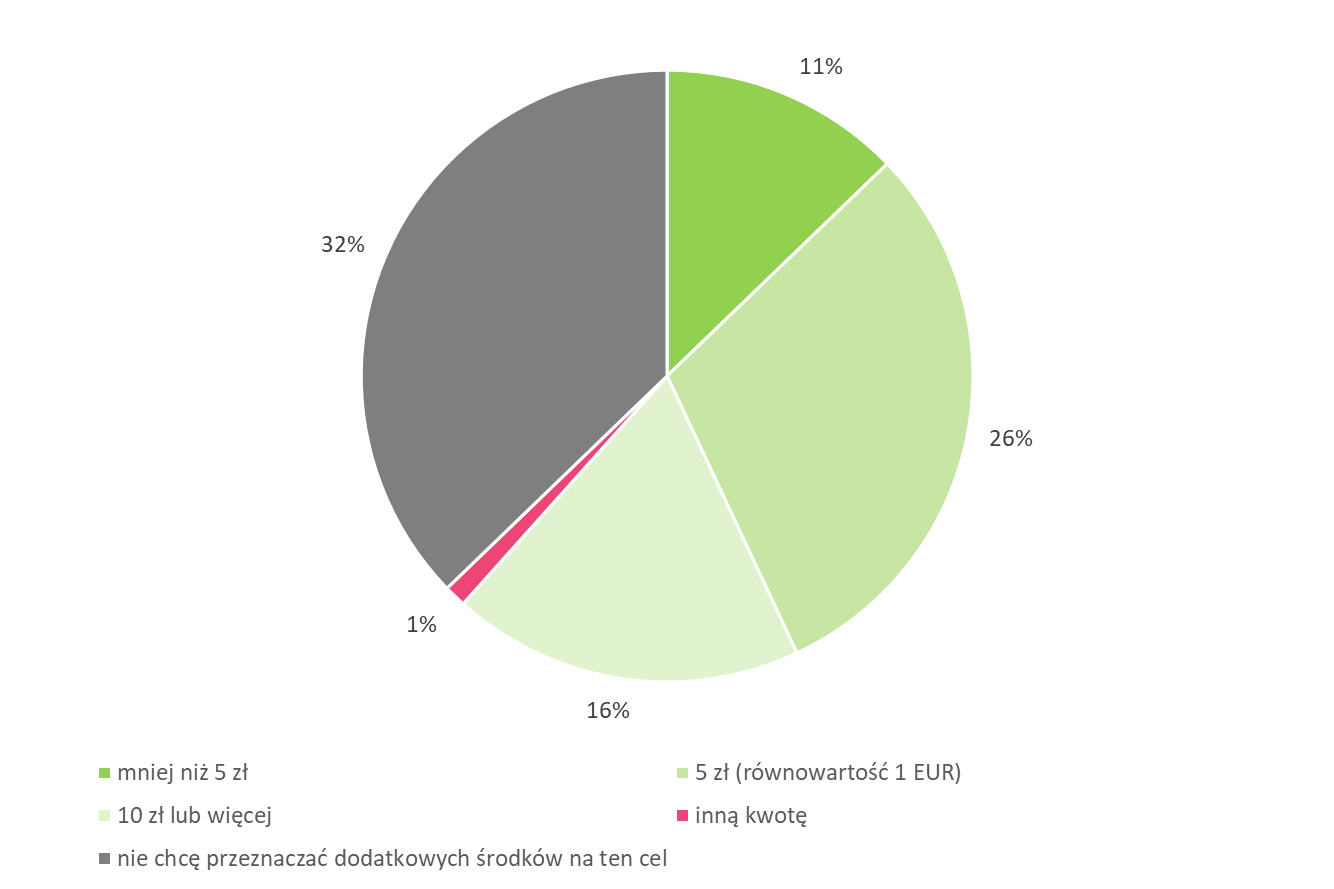 11%
32%
26%
1%
16%
mniej niż 5 zł
5 zł (równowartość 1 EUR)
10 zł lub więcej
inną kwotę
nie chcę przeznaczać dodatkowych środków na ten cel